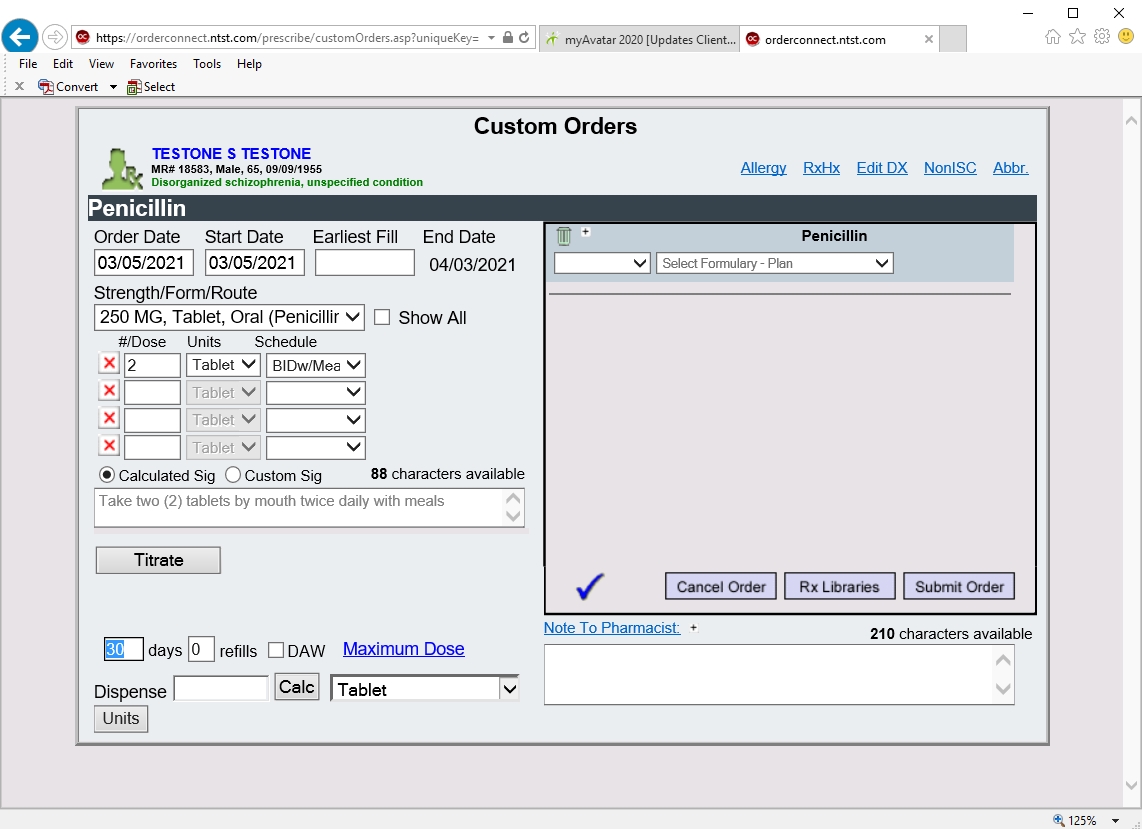 https://orderconnect.ntst.com/prescribe/customOrders.asp?uniqueKey=
myAvatar 2020 [Updates Client...
orderconnect.ntst.com
File Edit View Favorites Tools Help
Convert Select
Custom Orders
TESTONE S TESTONE
MR# 18583, Male, 65, 09/09/1955
Disorganized schizophrenia, unspecified condition
Allergy RxHx Edit DX NonISC Abbr.
Penicillin
Order Date Start Date Earliest Fill End Date
03/05/2021 03/05/2021 04/03/2021
Strength/Form/Route
250 MG, Tablet, Oral (Penicillir Show All
#/Dose Units Schedule
2 Tablet BIDw/Mea
Tablet
Tablet
Tablet
Calculated Sig Custom Sig 88 characters available
Take two (2) tablets by mouth twice daily with meals
Titrate
30 days 0 refills DAW Maximum Dose
Dispense Calc Tablet
Units
+ Penicillin
Select Formulary - Plan
Cancel Order Rx Libraries Submit Order
Note To Pharmacist: + 210 characters available
125%